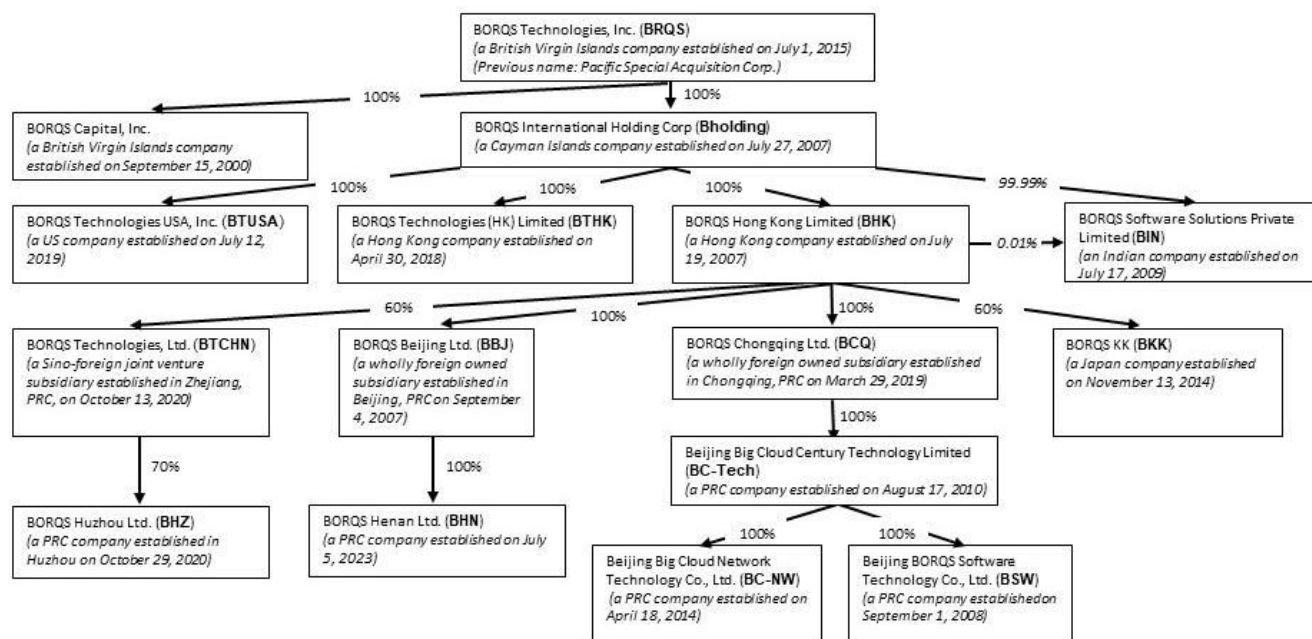 BORQS Technologies, Inc. (BRQS)
(a British Virgin Islands company established on July 1, 2015)
(Previous name: Pacific Special Acquisition Corp.)
100%
100%
BORQS Capital, Inc.
(a British Virgin Islands company
established on September 15, 2000)
BORQS International Holding Corp (Bholding)
(a Cayman Islands company established on July 27, 2007)
100%
100%
100%
99.99%
BORQS Technologies USA, Inc. (BTUSA)
(a US company established on July 12,
2019)
BORQS Technologies (HK) Limited (BTHK)
(a Hong Kong company established on
April 30, 2018)
BORQS Hong Kong Limited (BHK)
(a Hong Kong company established on July
19, 2007)
0.01%
BORQS Software Solutions Private
Limited (BIN)
(an Indian company established on
July 17, 2009)
60%
100%
100%
60%
BORQS Technologies, Ltd. (BTCHN)
(a Sino-foreign joint venture
subsidiary established in Zhejiang,
PRC, on October 13, 2020)
BORQS Beijing Ltd. (BBJ)
(a wholly foreign owned
subsidiary established in
Beijing, PRC on September
4, 2007)
BORQS Chongqing Ltd. (BCQ)
(a wholly foreign owned subsidiary established
in Chongqing, PRC on March 29, 2019)
BORQS KK (BKK)
(a Japan company established
on November 13, 2014)
70%
100%
100%
Beijing Big Cloud Century Technology Limited
(BC-Tech)
(a PRC company established on August 17, 2010)
BORQS Huzhou Ltd. (BHZ)
(a PRC company established in
Huzhou on October 29, 2020)
BORQS Henan Ltd. (BHN)
(a PRC company established on July
5, 2023)
100%
100%
Beijing Big Cloud Network
Technology Co., Ltd. (BC-NW)
(a PRC company established on
April 18, 2014)
Beijing BORQS Software
Technology Co., Ltd. (BSW)
(a PRC company established on
September 1, 2008)